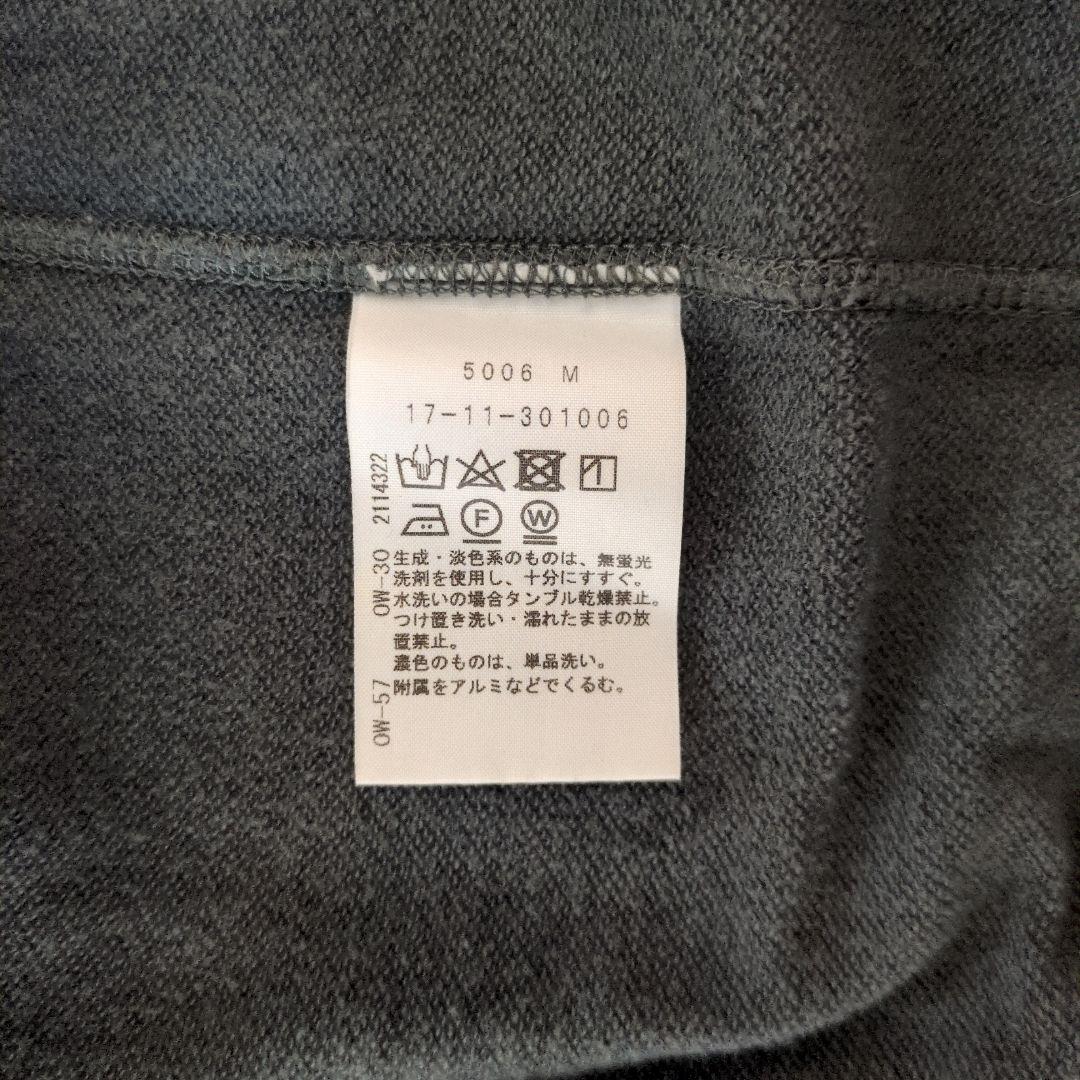 5006 M
17-11-301006
F
W
生成・淡色系のものは、無蛍光
洗剤を使用し、十分にすすぐ。
水洗いの場合タンブル乾燥禁止。
つけ置き洗い・濡れたままの放
置禁止。
濃色のものは、単品洗い。
附属をアルミなどでくるむ。
OW-57 OW-30 2114322